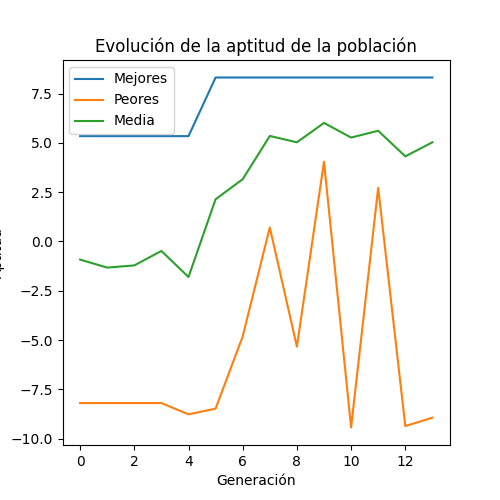 Evolución de la aptitud de la población
Mejores
Peores
Media
7.5
5.0
2.5
0.0
−2.5
−5.0
−7.5
−10.0
0 2 4 6 8 10 12
Generación